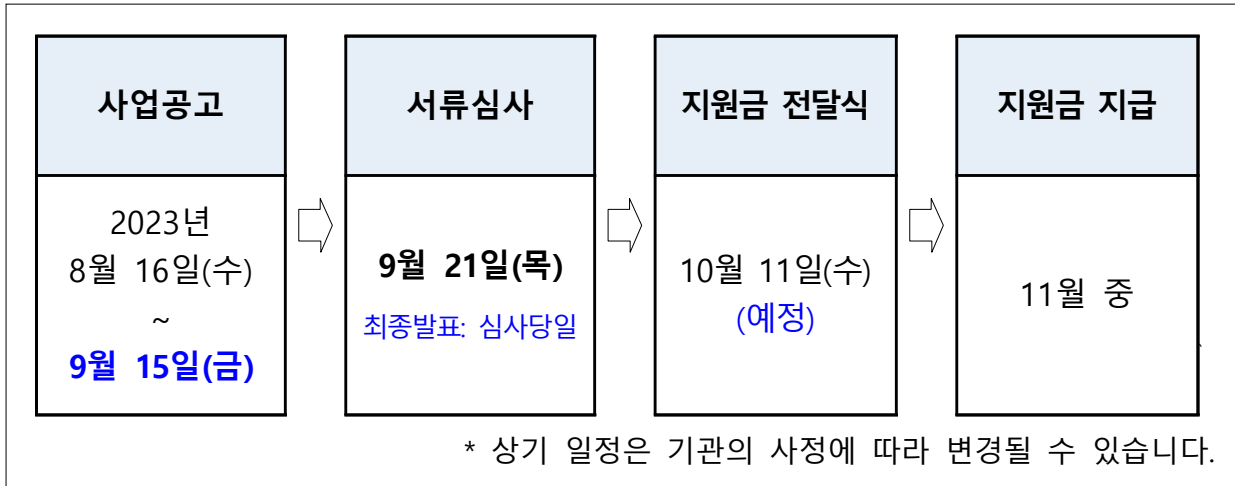 사업공고
2023년
8월 16일(수)
~
9월 15일(금)
서류심사
9월 21일(목)
최종발표: 심사당일
지원금 전달식
10월 11일(수)
(예정)
지원금 지급
11월 중
* 상기 일정은 기관의 사정에 따라 변경될 수 있습니다.